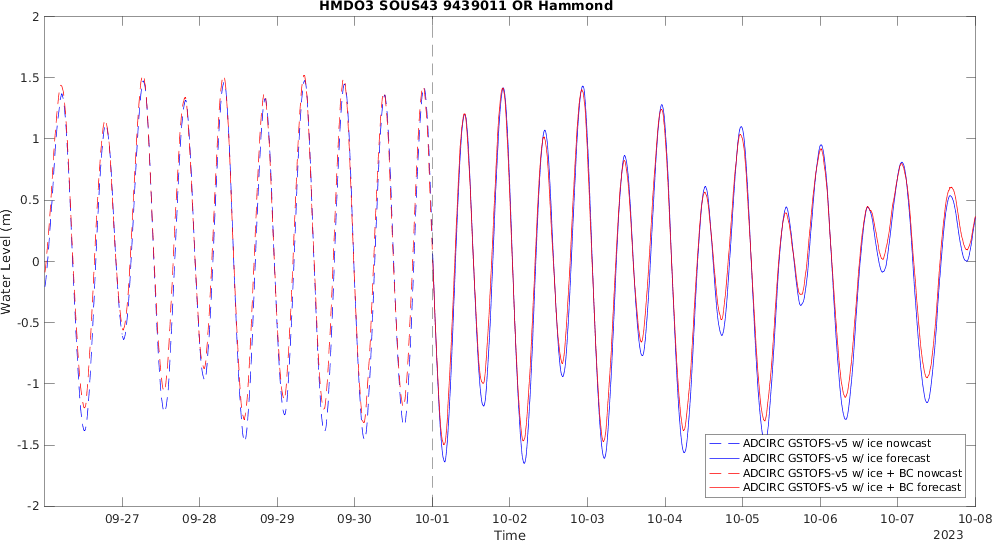 HMDO3 SOUS43 9439011 OR Hammond
2
1.5
1
0.5
0
-0.5
-1
-1.5
-2
Water Level (m)
09-27 09-28 09-29 09-30 10-01 10-02 10-03 10-04 10-05 10-06 10-07 10-08
Time
2023
ADCIRC GSTOFS-v5 w/ ice nowcast
ADCIRC GSTOFS-v5 w/ ice forecast
ADCIRC GSTOFS-v5 w/ ice + BC nowcast
ADCIRC GSTOFS-v5 w/ ice + BC forecast